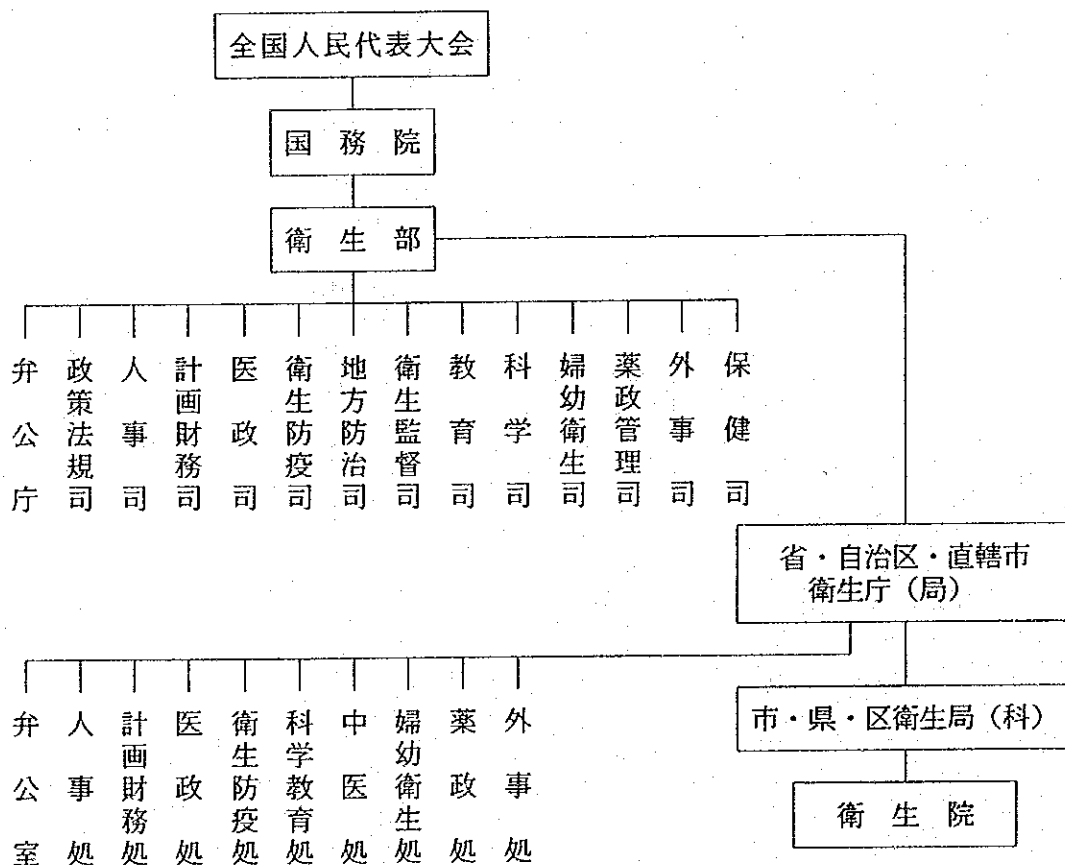 全国人民代表大会
国務院
衛生部
弁公庁
政策法規司
人事司
計画財務司
医政司
衛生防疫司
地方防治司
衛生監督司
教育司
科学司
婦幼衛生司
薬政管理司
外事司
保健司
省・自治区・直轄市
衛生庁（局）
弁公室
人事処
計画財務処
医政処
衛生防疫処
科学教育処
中医処
婦幼衛生処
薬政処
外事処
市・県・区衛生局（科）
衛生院